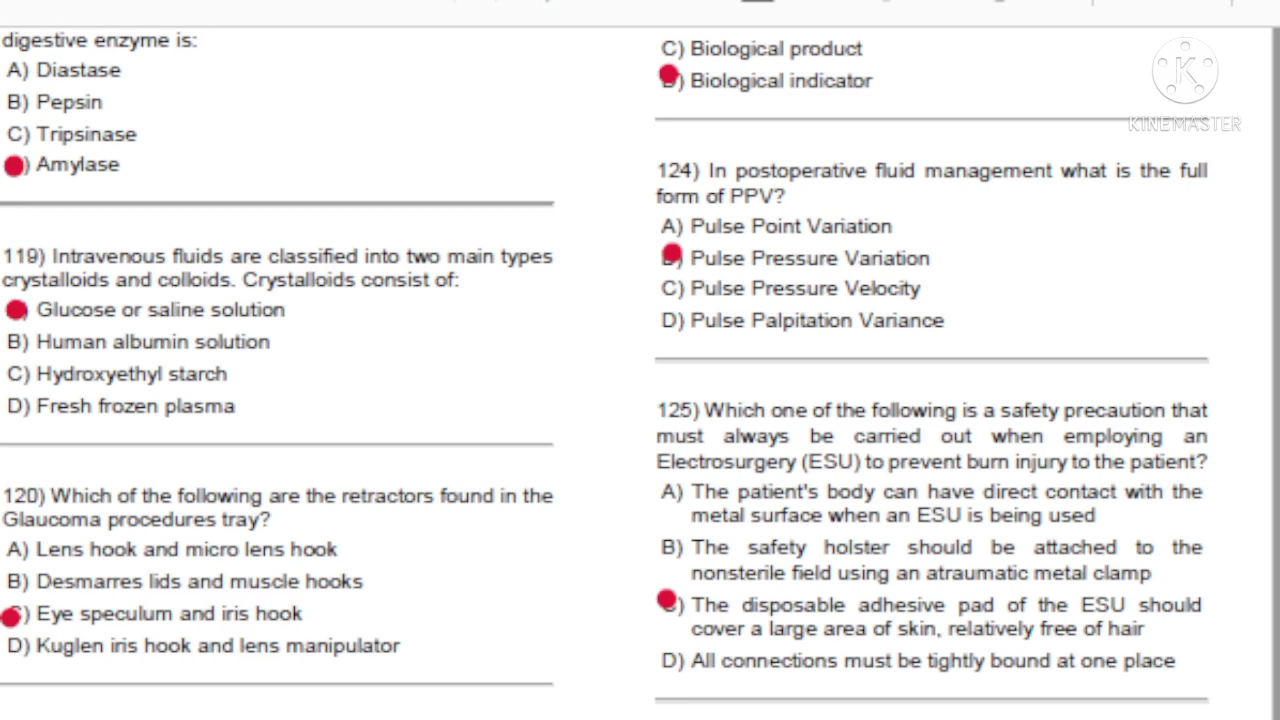 digestive enzyme is:
A) Diastase
B) Pepsin
C) Tripsinase
) Amylase
119) Intravenous fluids are classified into two main types
crystalloids and colloids. Crystalloids consist of:
Glucose or saline solution
B) Human albumin solution
C) Hydroxyethyl starch
D) Fresh frozen plasma
120) Which of the following are the retractors found in the
Glaucoma procedures tray?
A) Lens hook and micro lens hook
B) Desmarres lids and muscle hooks
C) Eye speculum and iris hook
D) Kuglen iris hook and lens manipulator
C) Biological product
D) Biological indicator
124) In postoperative fluid management what is the full
form of PPV?
A) Pulse Point Variation
B) Pulse Pressure Variation
C) Pulse Pressure Velocity
D) Pulse Palpitation Variance
125) Which one of the following is a safety precaution that
must always be carried out when employing an
Electrosurgery (ESU) to prevent burn injury to the patient?
A) The patient's body can have direct contact with the
metal surface when an ESU is being used
B) The safety holster should be attached to the
nonsterile field using an atraumatic metal clamp
C) The disposable adhesive pad of the ESU should
cover a large area of skin, relatively free of hair
D) All connections must be tightly bound at one place
K
KINEMASTER